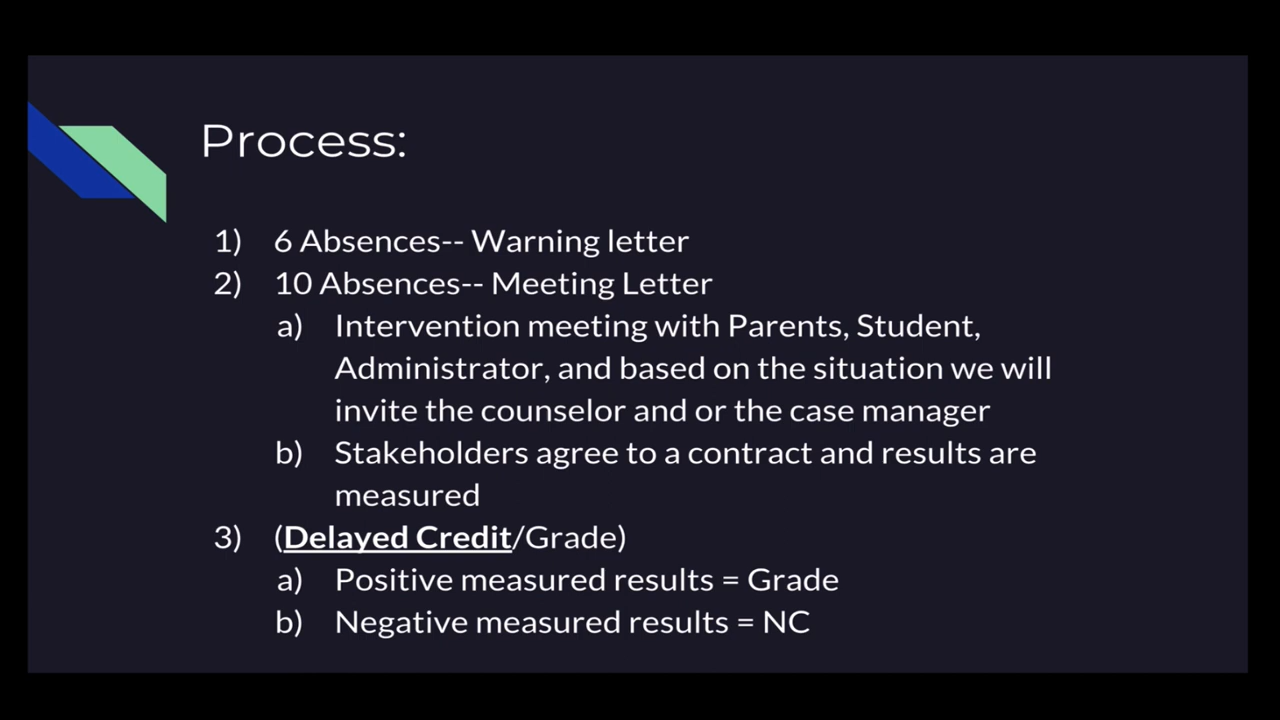 Process:
1) 6 Absences-- Warning letter
2) 10 Absences-- Meeting Letter
a) Intervention meeting with Parents, Student,
Administrator, and based on the situation we will
invite the counselor and or the case manager
b) Stakeholders agree to a contract and results are
measured
3) (Delayed Credit/Grade)
a) Positive measured results = Grade
b) Negative measured results = NC